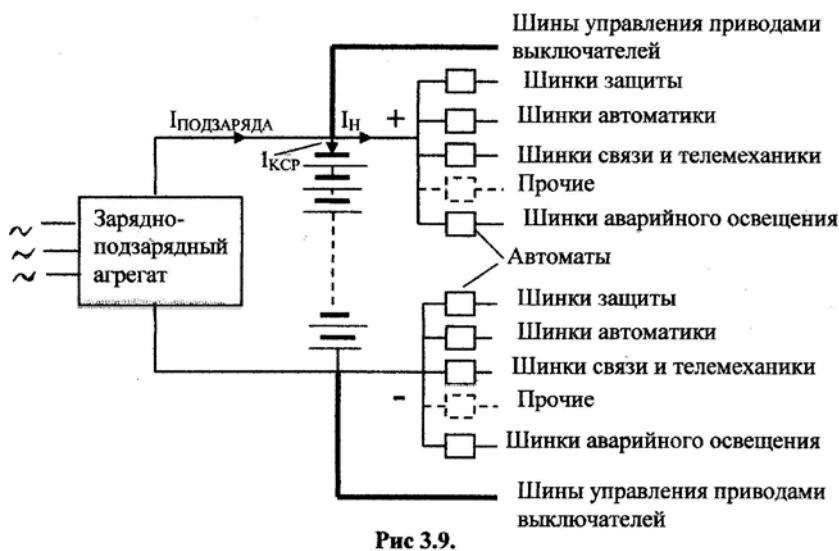 Шины управления приводами
выключателей
Шинки защиты
Шинки автоматики
Шинки связи и телемеханики
Прочие
Шинки аварийного освещения
Автоматы
IПОДЗАРЯДА
IН
+
1КСР
Зарядно-
подзарядный
агрегат
~
~
~
Шинки защиты
Шинки автоматики
Шинки связи и телемеханики
-
Прочие
Шинки аварийного освещения
Шины управления приводами
выключателей
Рис 3.9.